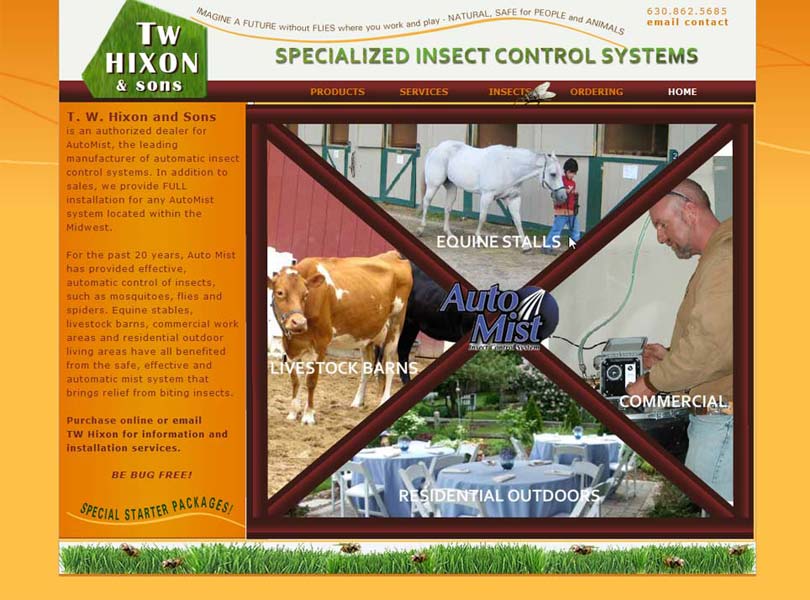 TW
HIXON
& sons
IMAGINE A FUTURE without FLIES where you work and play - NATURAL, SAFE for PEOPLE and ANIMALS
630.862.5685
email contact
SPECIALIZED INSECT CONTROL SYSTEMS
PRODUCTS SERVICES INSECTS ORDERING HOME
T. W. Hixon and Sons
is an authorized dealer for
AutoMist, the leading
manufacturer of automatic insect
control systems. In addition to
sales, we provide FULL
installation for any AutoMist
system located within the
Midwest.
For the past 20 years, Auto Mist
has provided effective,
automatic control of insects,
such as mosquitoes, flies and
spiders. Equine stables,
livestock barns, commercial work
areas and residential outdoor
living areas have all benefited
from the safe, effective and
automatic mist system that
brings relief from biting insects.
Purchase online or email
TW Hixon for information and
installation services.
BE BUG FREE!
SPECIAL STARTER PACKAGES!
EQUINE STALLS
Auto
Mist
Insect Control System
LIVESTOCK BARNS
COMMERCIAL
RESIDENTIAL OUTDOORS